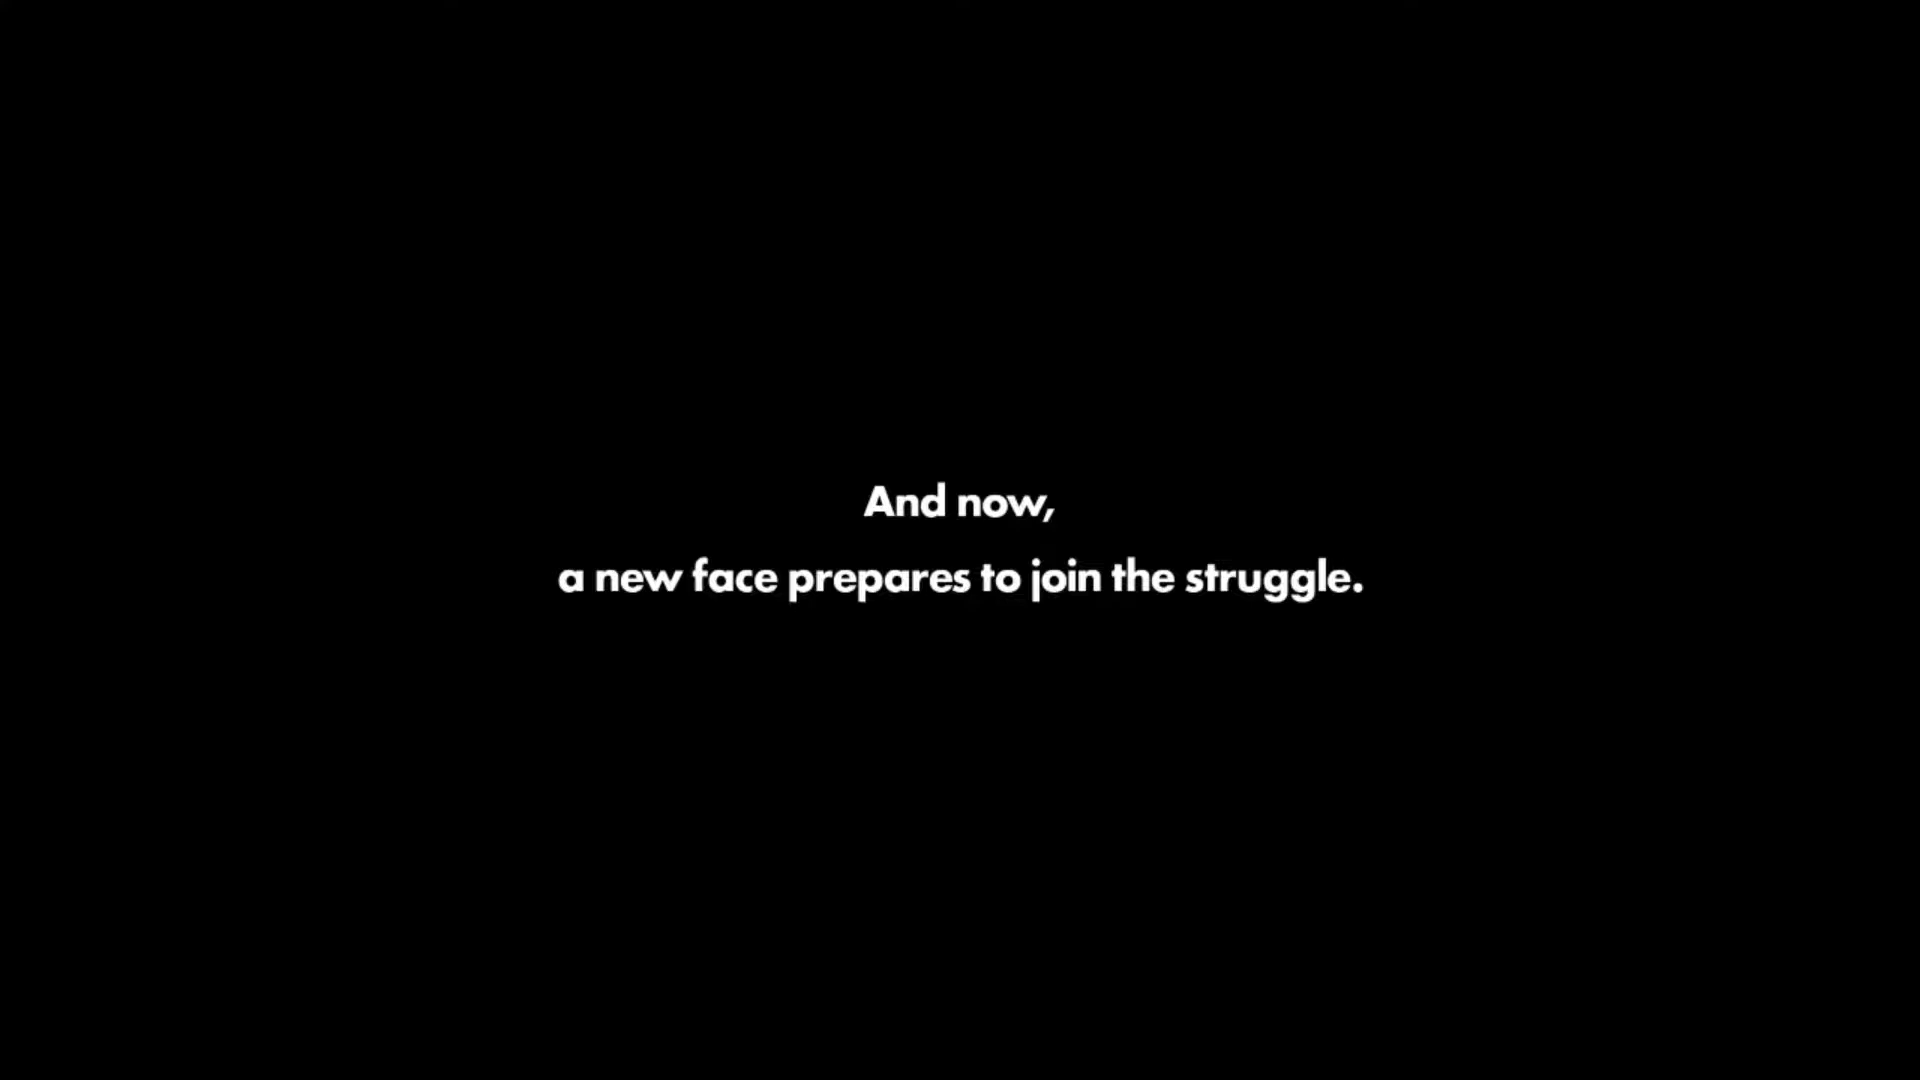 And now,
a new face prepares to join the struggle.